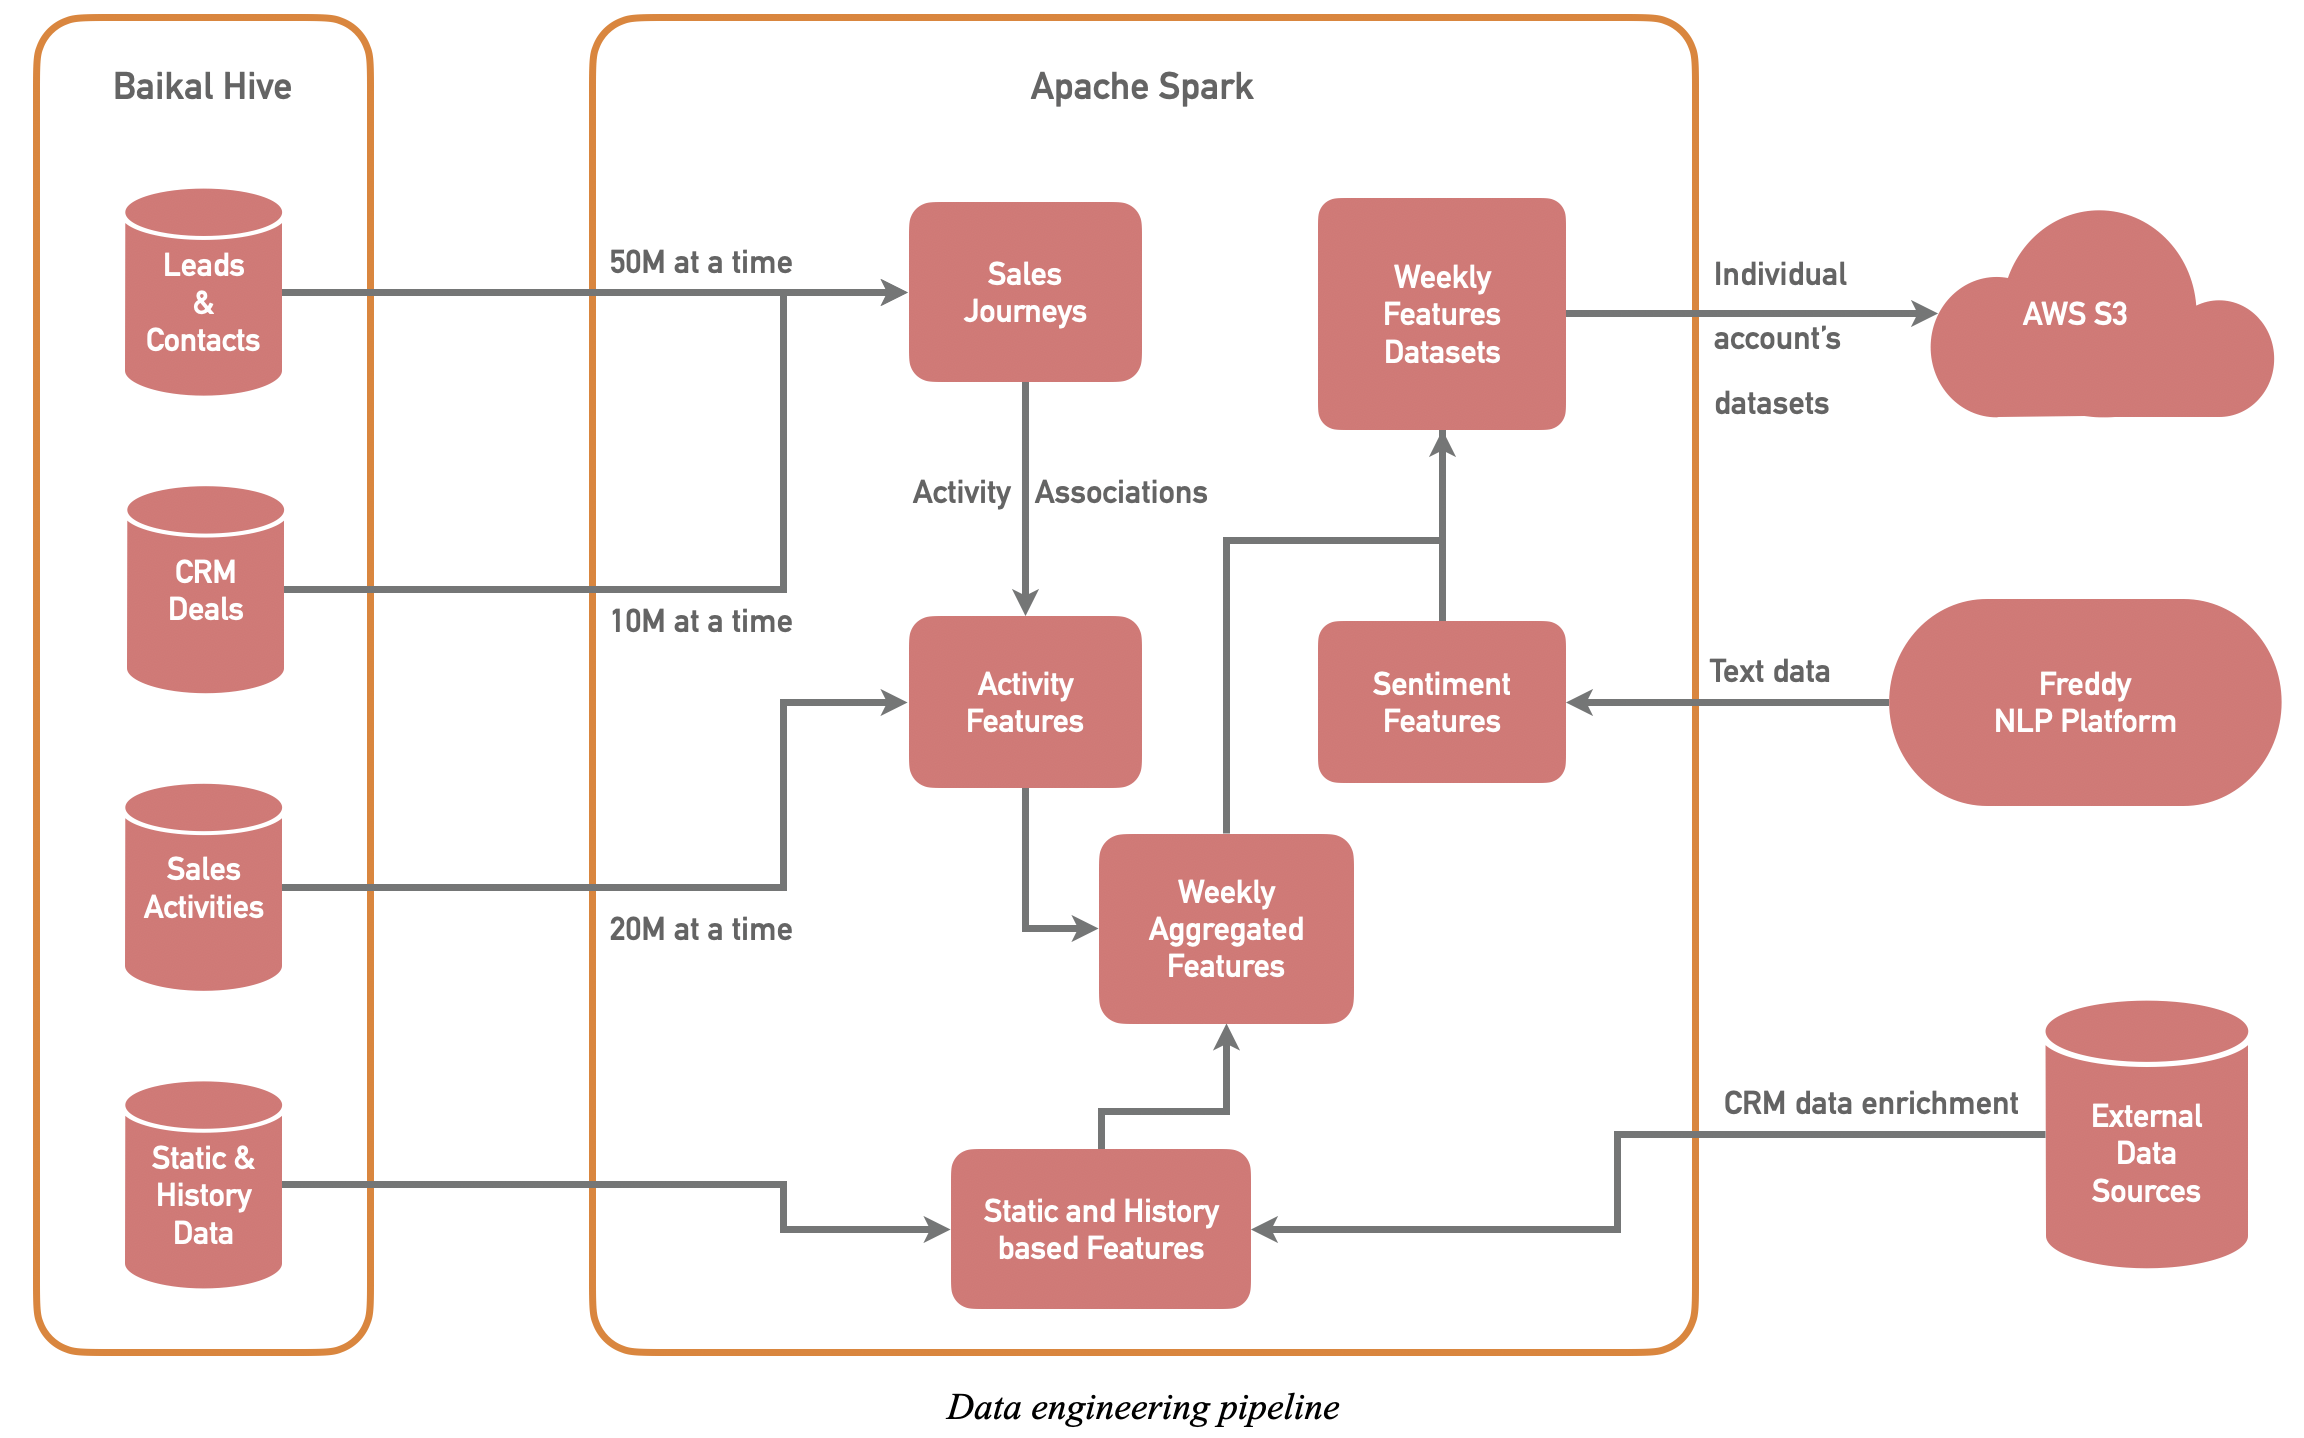 Baikal Hive
Apache Spark
Leads
&
Contacts
50M at a time
Sales
Journeys
Weekly
Features
Datasets
Individual
account’s
datasets
AWS S3
Activity Associations
CRM
Deals
10M at a time
Activity
Features
Sentiment
Features
Text data
Freddy
NLP Platform
Sales
Activities
20M at a time
Weekly
Aggregated
Features
Static &
History
Data
Static and History
based Features
CRM data enrichment
External
Data
Sources
Data engineering pipeline